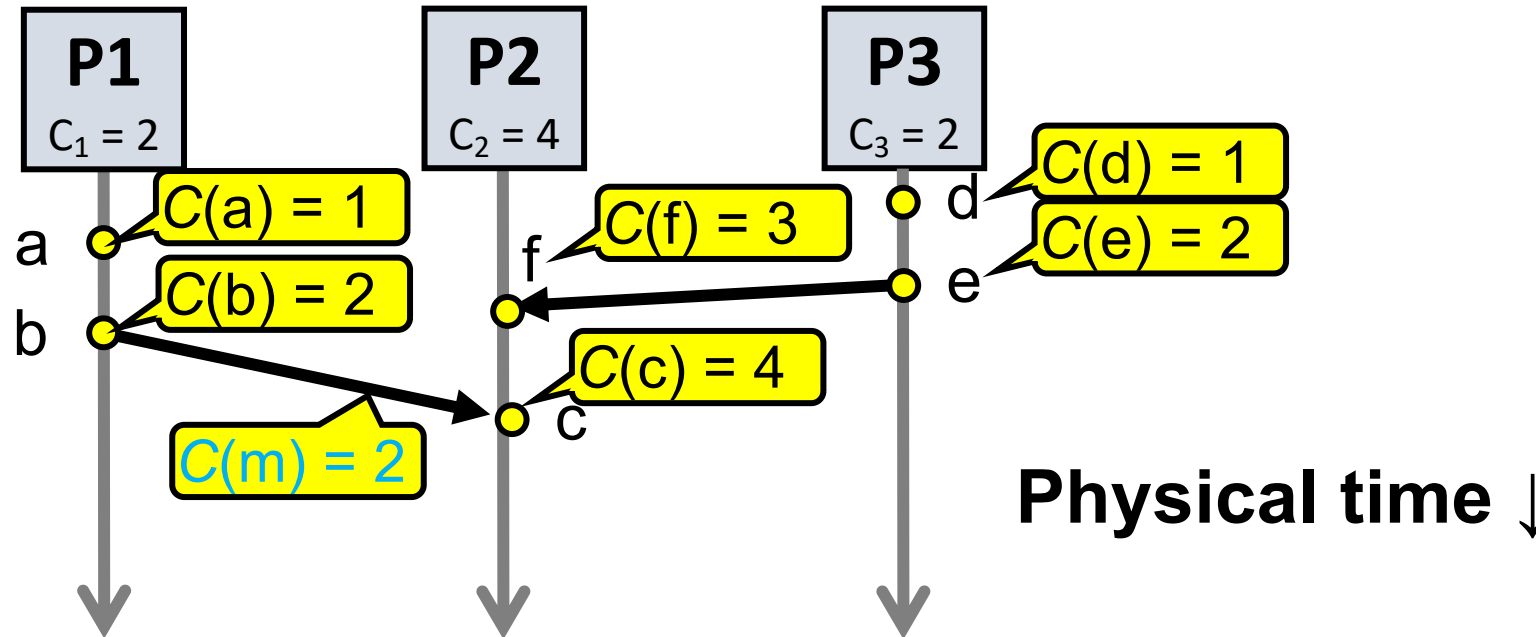 P1
C₁ = 2
P2
C₂ = 4
P3
C₃ = 2
C(a) = 1
a
C(b) = 2
b
C(m) = 2
C(f) = 3
f
C(c) = 4
c
C(d) = 1
d
C(e) = 2
e
Physical time ↓